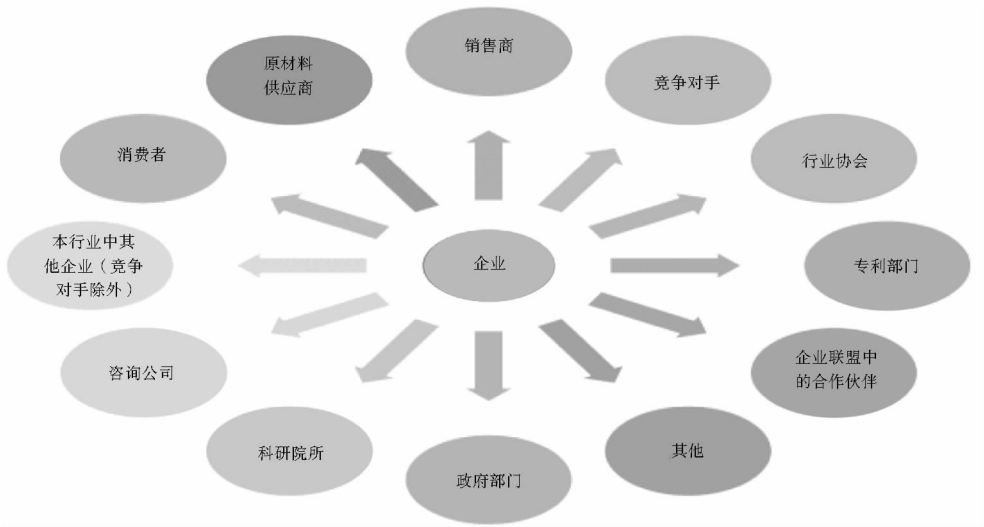 销售商
原材料
供应商
竞争对手
消费者
行业协会
本行业中其
他企业（竞争
对手除外）
企业
专利部门
咨询公司
企业联盟中
的合作伙伴
科研院所
其他
政府部门